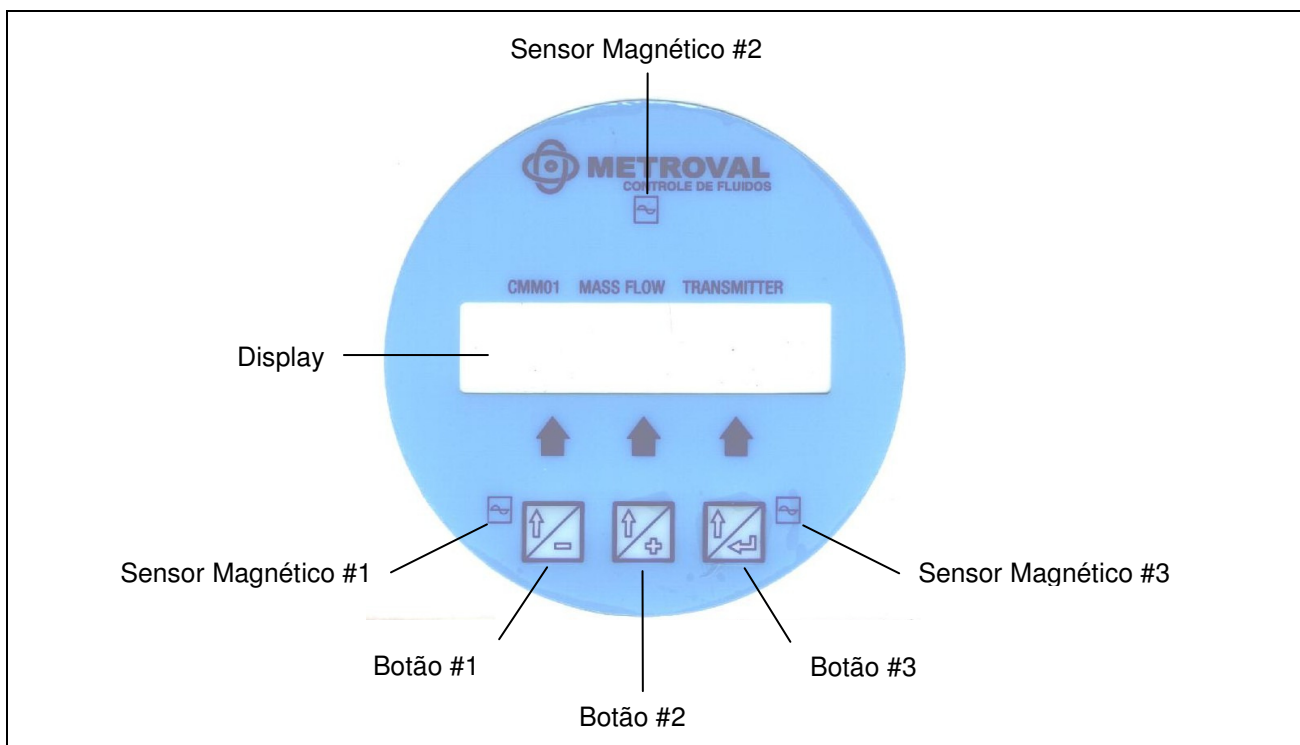 Sensor Magnético #2
METROVAL
CONTROLE DE FLUIDOS
CMM01 MASS FLOW TRANSMITTER
Display
Sensor Magnético #1
Sensor Magnético #3
Botão #1
Botão #3
Botão #2